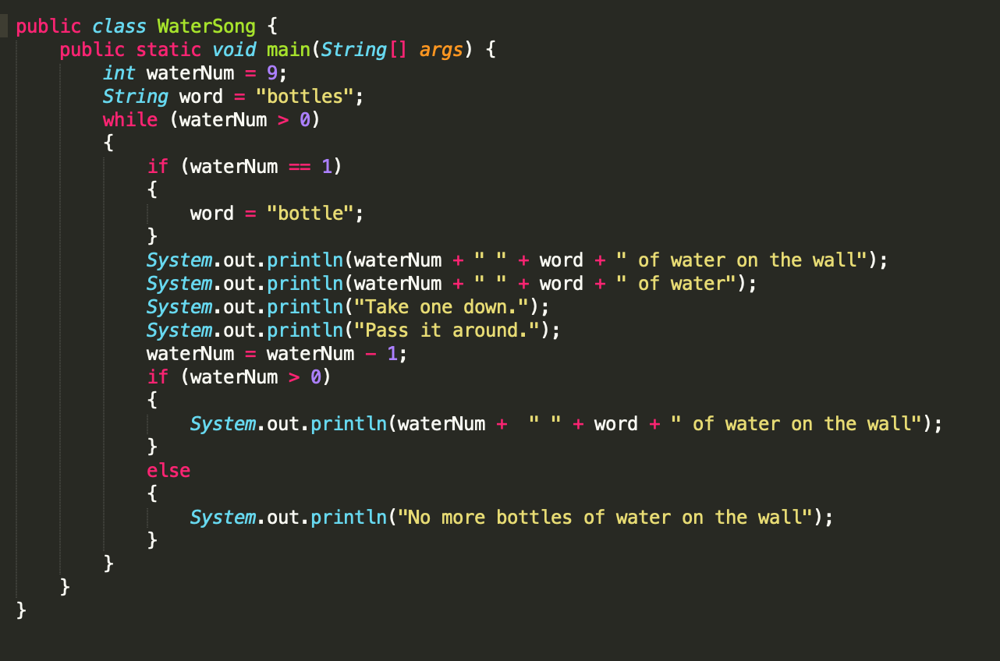 public class WaterSong {
    public static void main(String[] args) {
        int waterNum = 9;
        String word = "bottles";
        while (waterNum > 0)
        {
            if (waterNum == 1)
            {
                word = "bottle";
            }
            System.out.println(waterNum + " " + word + " of water on the wall");
            System.out.println(waterNum + " " + word + " of water");
            System.out.println("Take one down.");
            System.out.println("Pass it around.");
            waterNum = waterNum - 1;
            if (waterNum > 0)
            {
                System.out.println(waterNum +  " " + word + " of water on the wall");
            }
            else
            {
                System.out.println("No more bottles of water on the wall");
            }
        }
    }
}